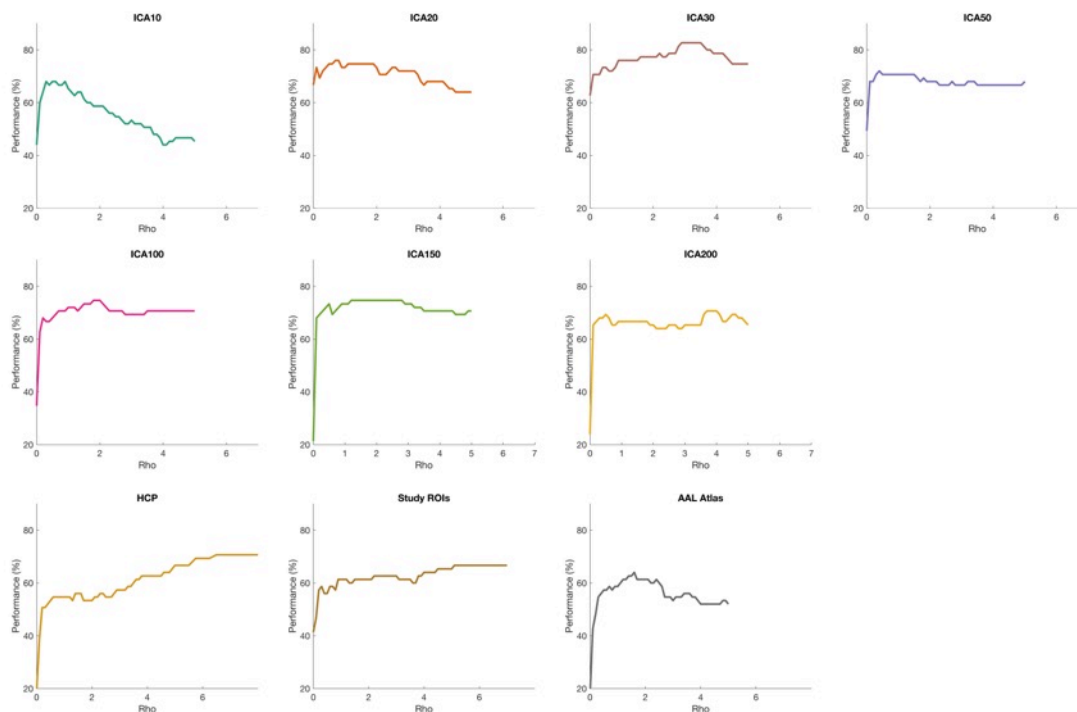 ICA10
ICA20
ICA30
ICA50
Performance (%)
80
60
40
20
0 2 4 6
Rho
Performance (%)
80
60
40
20
0 2 4 6
Rho
Performance (%)
80
60
40
20
0 2 4 6
Rho
Performance (%)
80
60
40
20
0 2 4 6
Rho
ICA100
ICA150
ICA200
Performance (%)
80
60
40
20
0 2 4 6
Rho
Performance (%)
80
60
40
20
0 1 2 3 4 5 6 7
Rho
Performance (%)
80
60
40
20
0 1 2 3 4 5 6 7
Rho
HCP
Study ROIs
AAL Atlas
Performance (%)
80
60
40
20
0 2 4 6
Rho
Performance (%)
80
60
40
20
0 2 4 6
Rho
Performance (%)
80
60
40
20
0 2 4 6
Rho